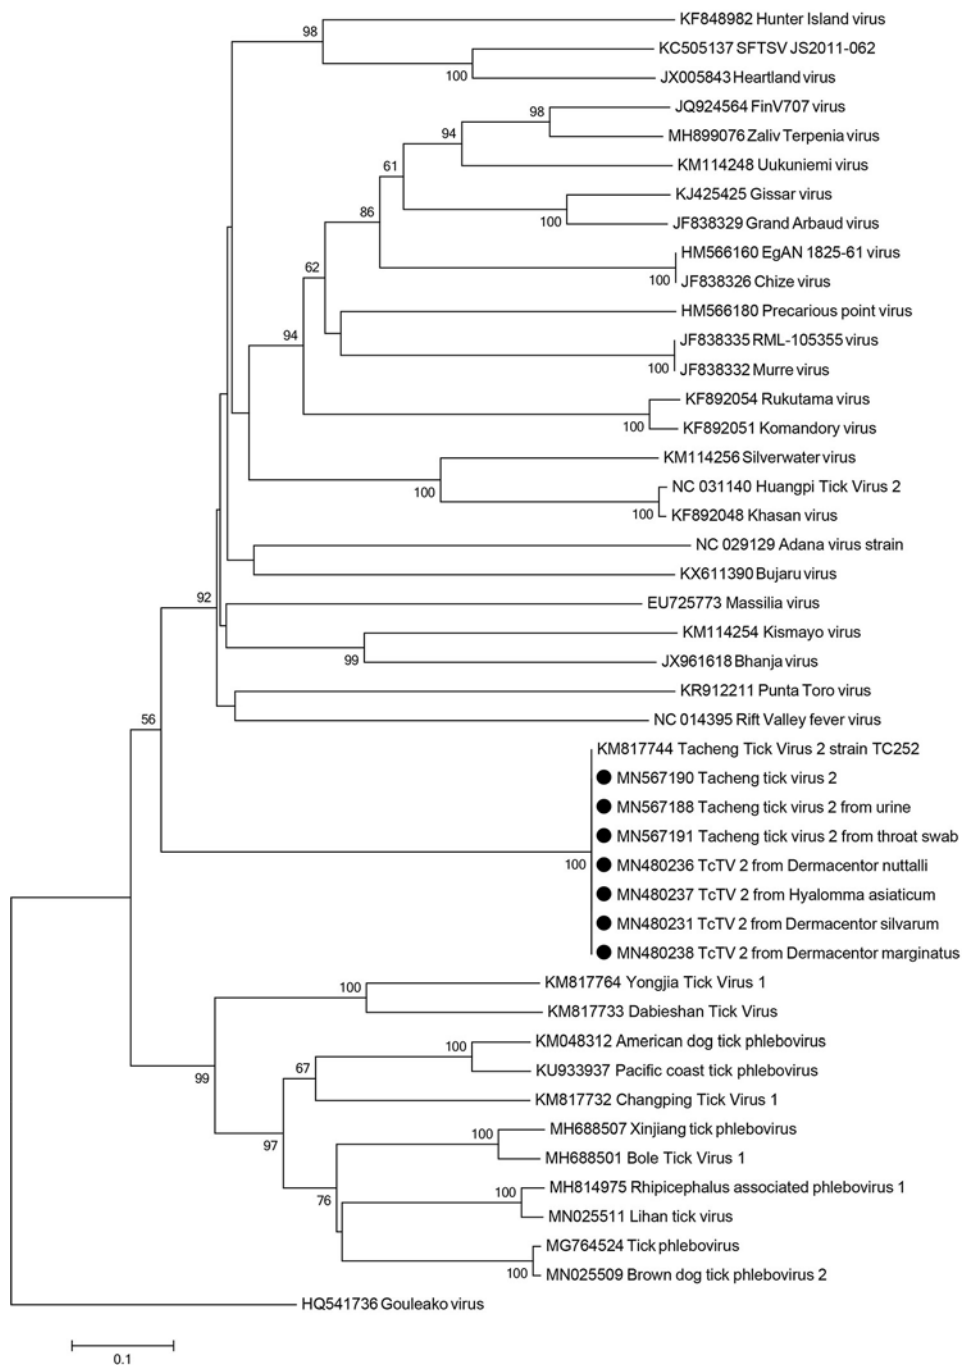 98
KF848982 Hunter Island virus
KC505137 SFTSV JS2011-062
100
JX005843 Heartland virus
JQ924564 FinV707 virus
98
MH899076 Zaliv Terpenia virus
94
KM114248 Uukuniemi virus
61
KJ425425 Gissar virus
86
100
JF838329 Grand Arbaud virus
HM566160 EgAN 1825-61 virus
62
100
JF838326 Chize virus
HM566180 Precarious point virus
94
JF838335 RML-105355 virus
100
JF838332 Murre virus
KF892054 Rukutama virus
100
KF892051 Komandory virus
KM114256 Silverwater virus
100
NC 031140 Huangpi Tick Virus 2
100
KF892048 Khasan virus
NC 029129 Adana virus strain
KX611390 Bujaru virus
92
EU725773 Massilia virus
KM114254 Kismayo virus
99
JX961618 Bhanja virus
KR912211 Punta Toro virus
56
NC 014395 Rift Valley fever virus
KM817744 Tacheng Tick Virus 2 strain TC252
MN567190 Tacheng tick virus 2
MN567188 Tacheng tick virus 2 from urine
MN567191 Tacheng tick virus 2 from throat swab
100
MN480236 TcTV 2 from Dermacentor nuttalli
MN480237 TcTV 2 from Hyalomma asiaticum
MN480231 TcTV 2 from Dermacentor silvarum
MN480238 TcTV 2 from Dermacentor marginatus
100
KM817764 Yongjia Tick Virus 1
KM817733 Dabieshan Tick Virus
100
KM048312 American dog tick phlebovirus
99
67
KU933937 Pacific coast tick phlebovirus
KM817732 Changping Tick Virus 1
97
100
MH688507 Xinjiang tick phlebovirus
MH688501 Bole Tick Virus 1
76
100
MH814975 Rhipicephalus associated phlebovirus 1
MN025511 Lihan tick virus
MG764524 Tick phlebovirus
100
MN025509 Brown dog tick phlebovirus 2
HQ541736 Gouleako virus
0.1